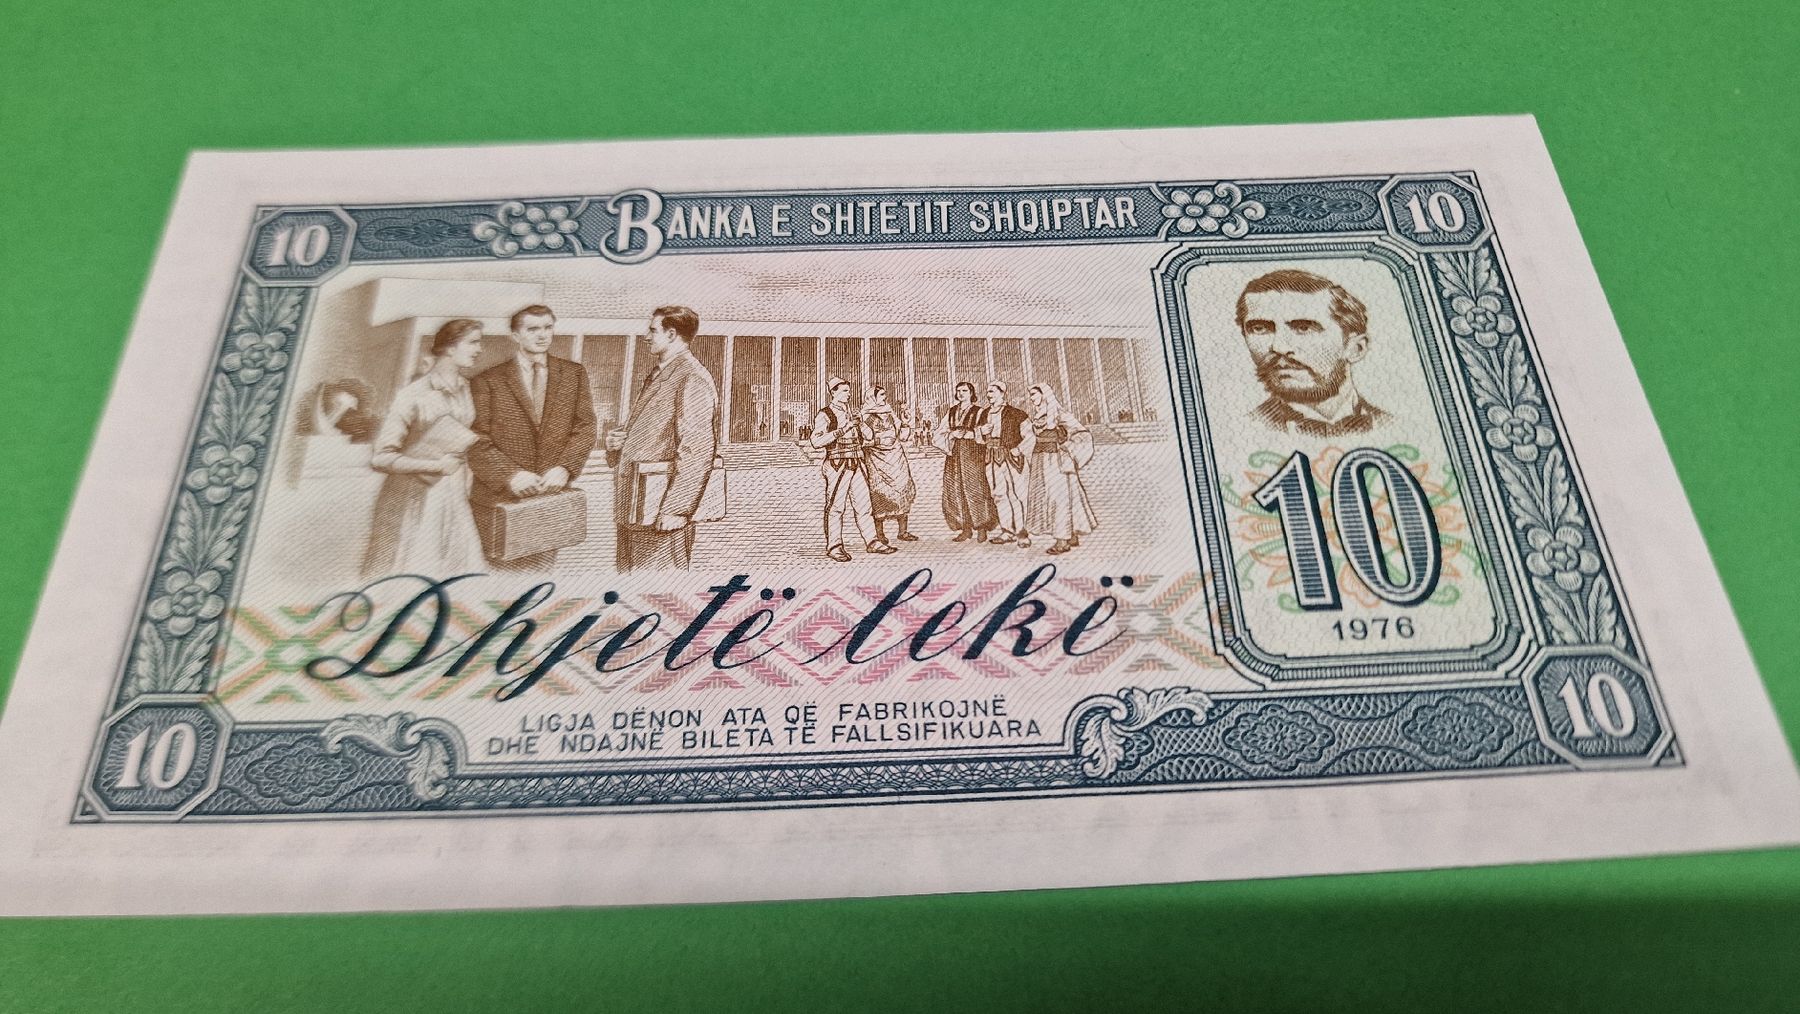 10
BANKA E SHTETIT SHQIPTAR
10
10
1976
Dhjetë lekë
LIGJA DËNON ATA QË FABRIKOJNË
DHE NDAJNË BILETA TË FALLSIFIKUARA
10
10